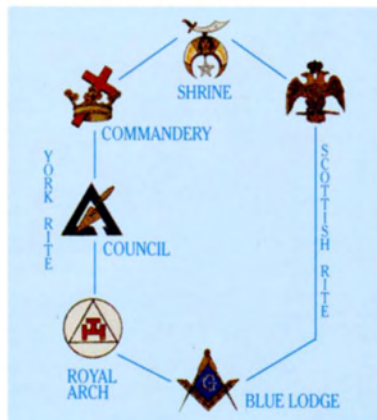 SHRINE
COMMANDERY
YORK RITE
SCOTTISH RITE
COUNCIL
ROYAL
ARCH
G
BLUE LODGE